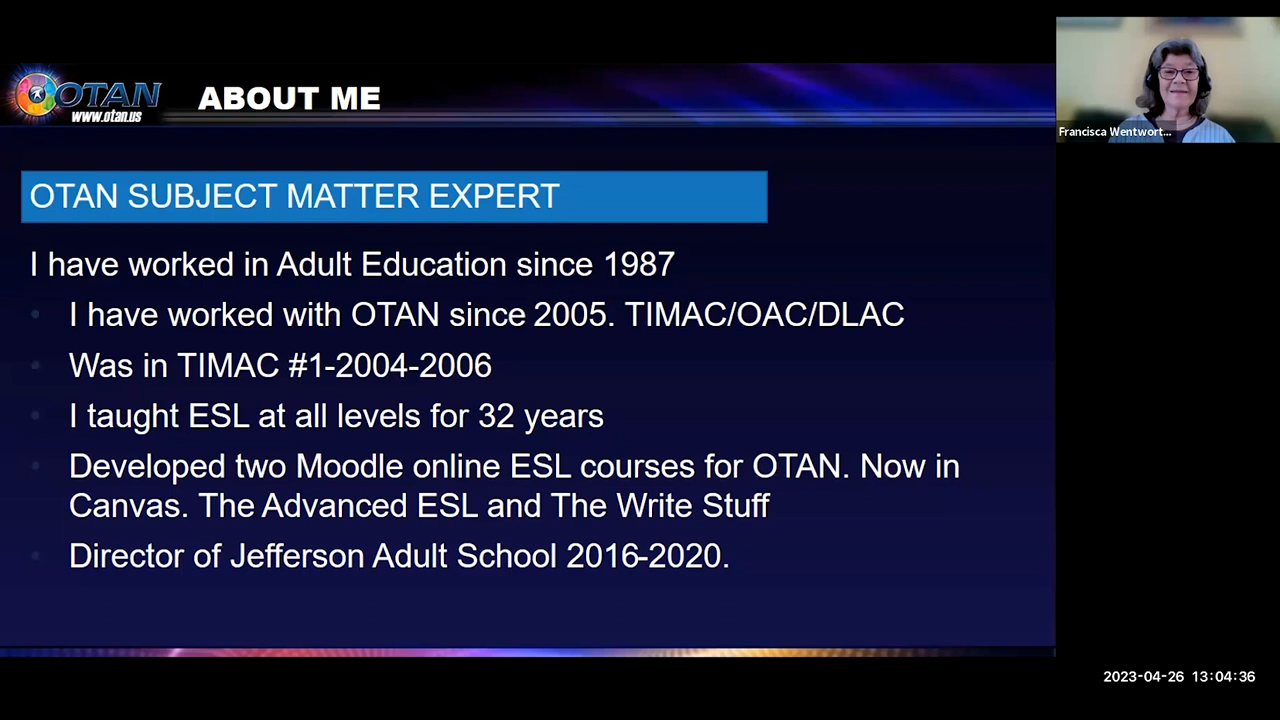 OTAN
www.otan.us
ABOUT ME
Francisca Wentwort...
OTAN SUBJECT MATTER EXPERT
I have worked in Adult Education since 1987
I have worked with OTAN since 2005. TIMAC/OAC/DLAC
Was in TIMAC #1-2004-2006
I taught ESL at all levels for 32 years
Developed two Moodle online ESL courses for OTAN. Now in
Canvas. The Advanced ESL and The Write Stuff
Director of Jefferson Adult School 2016-2020.
2023-04-26 13:04:36